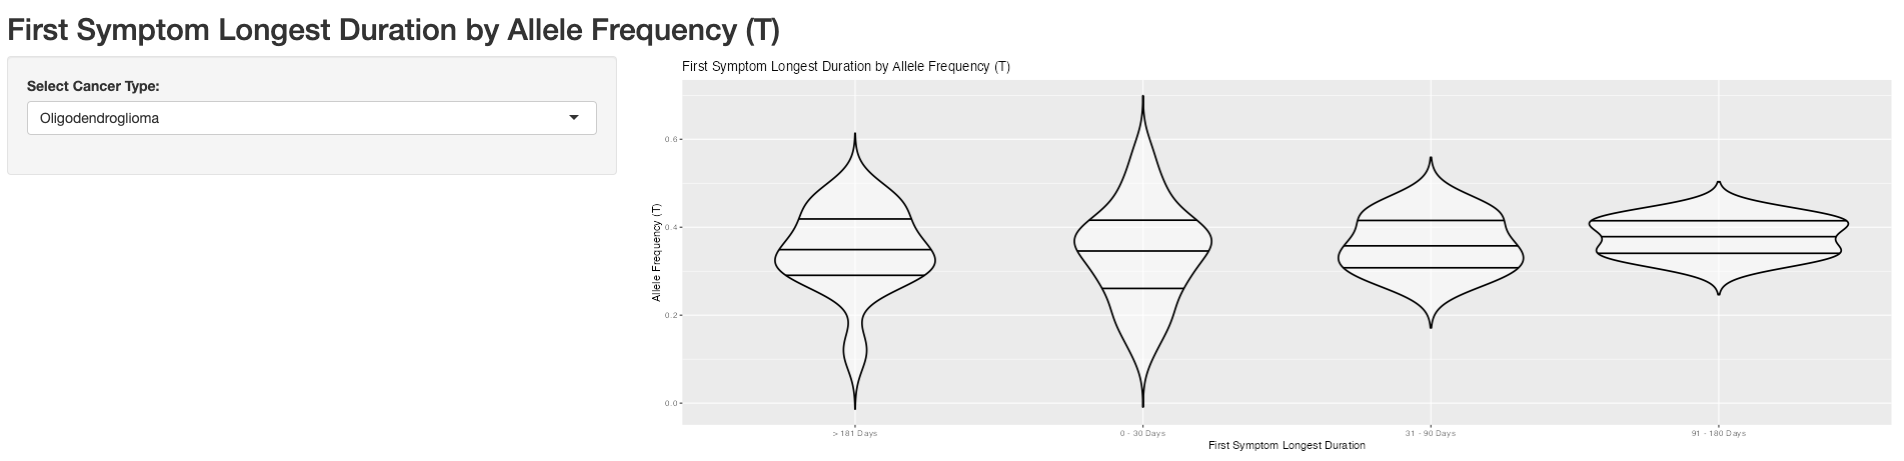 First Symptom Longest Duration by Allele Frequency (T)
Select Cancer Type:
Oligodendroglioma
First Symptom Longest Duration by Allele Frequency (T)
Allele Frequency (T)
0.6
0.4
0.2
0.0
> 181 Days
0 - 30 Days
31 - 90 Days
91 - 180 Days
First Symptom Longest Duration